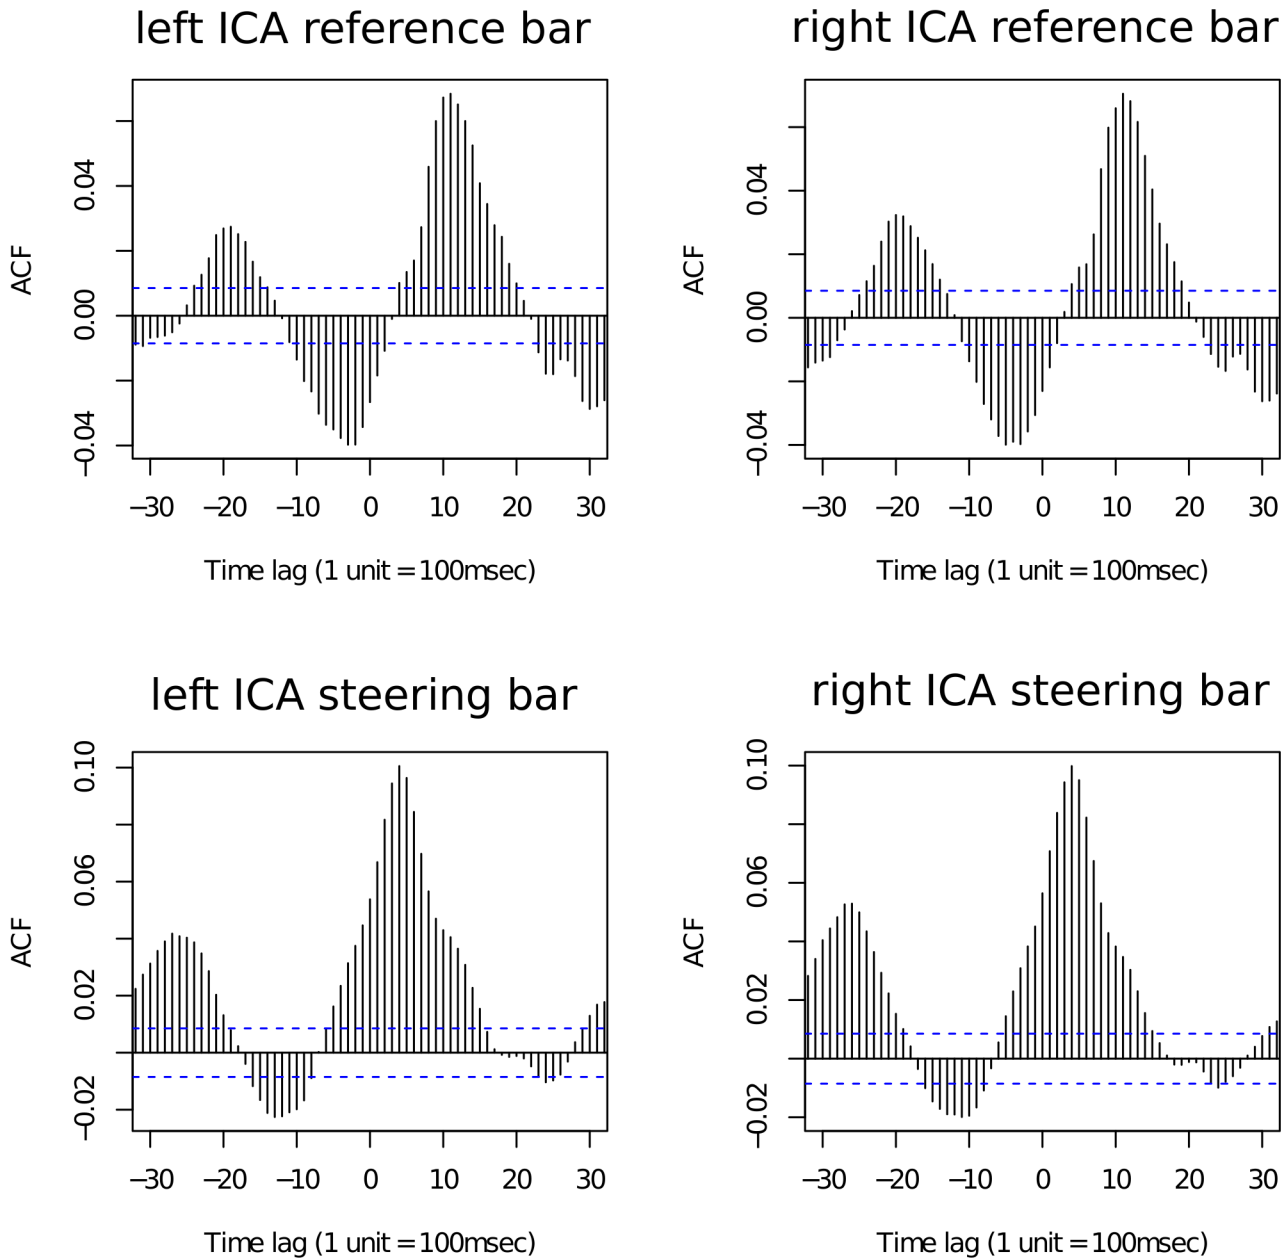 left ICA reference bar
ACF
−0.04 0.00 0.04
−30 −20 −10 0 10 20 30
Time lag (1 unit = 100msec)
right ICA reference bar
ACF
−0.04 0.00 0.04
−30 −20 −10 0 10 20 30
Time lag (1 unit = 100msec)
left ICA steering bar
ACF
−0.02 0.02 0.06 0.10
−30 −20 −10 0 10 20 30
Time lag (1 unit = 100msec)
right ICA steering bar
ACF
−0.02 0.02 0.06 0.10
−30 −20 −10 0 10 20 30
Time lag (1 unit = 100msec)